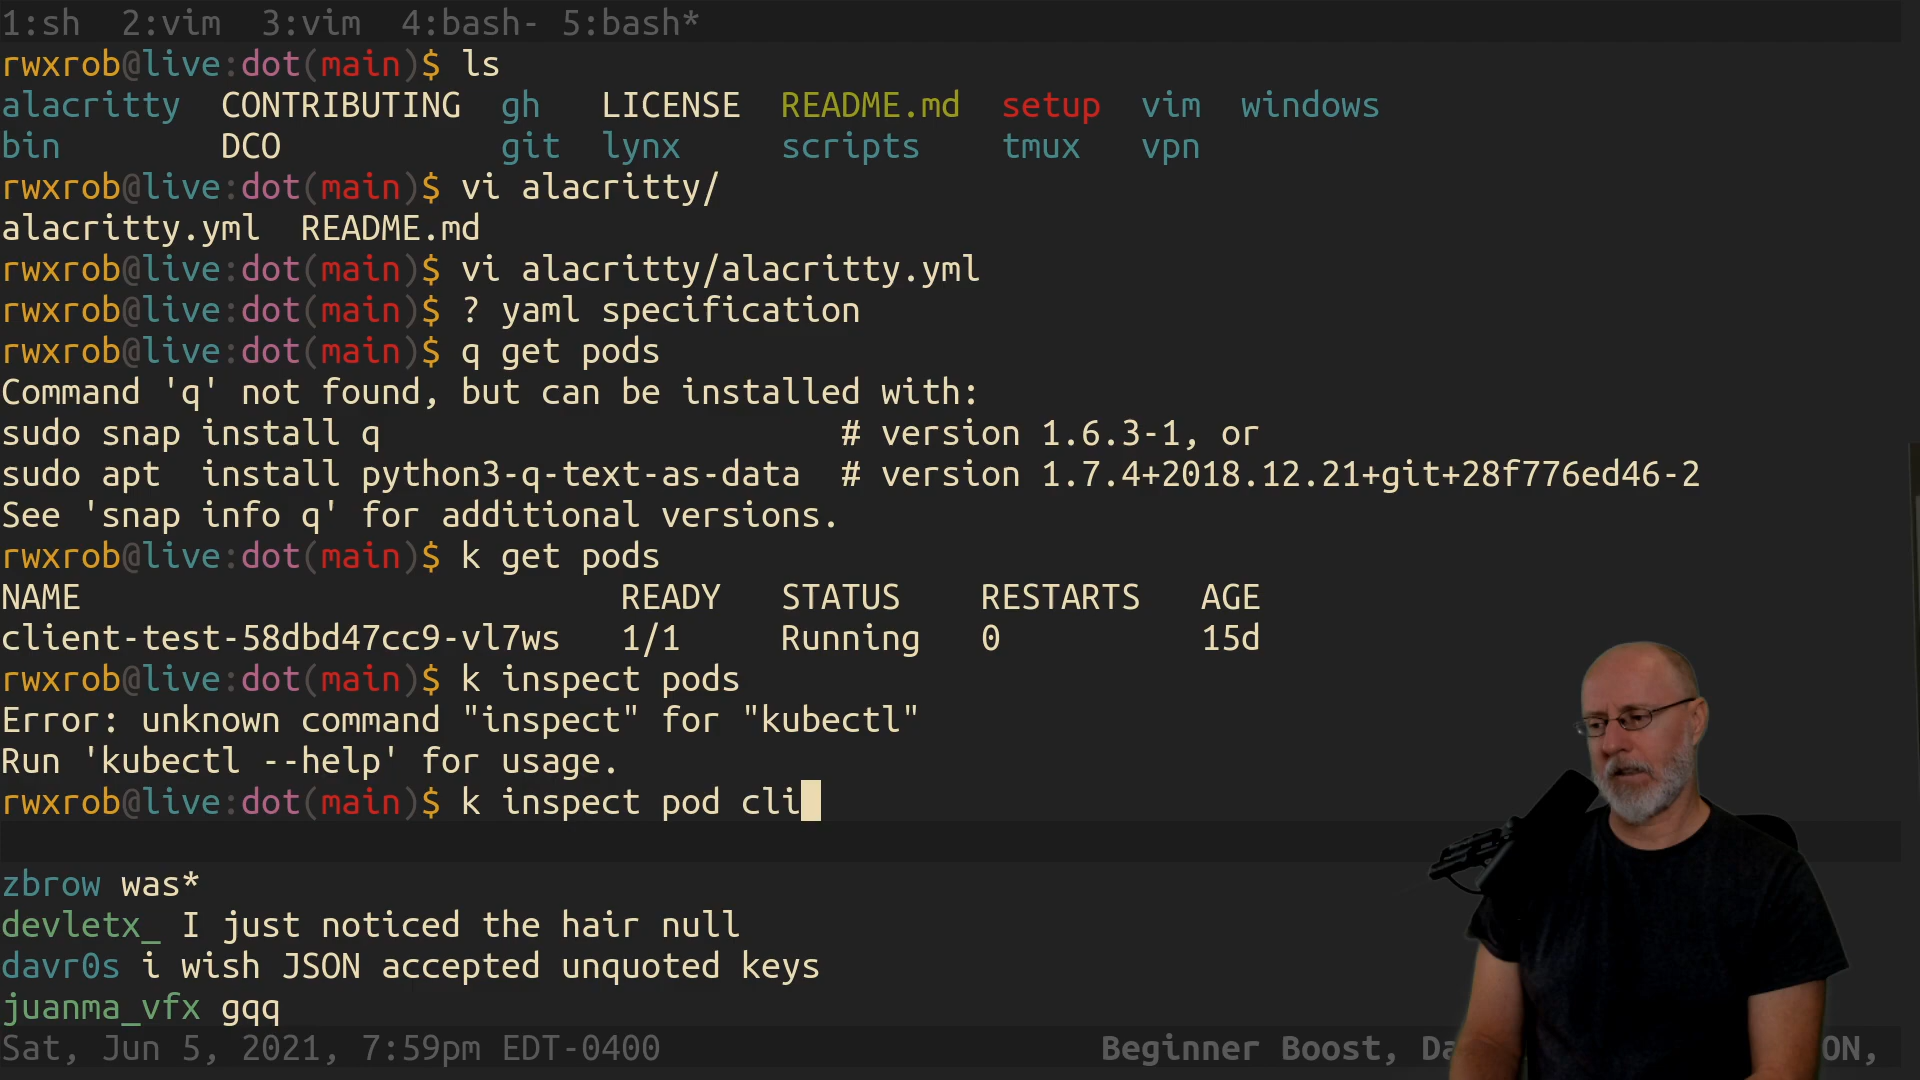 1:sh  2:vim  3:vim  4:bash- 5:bash*
rwxrob@live:dot(main)$ ls
alacritty  CONTRIBUTING  gh   LICENSE  README.md  setup  vim  windows
bin        DCO           git  lynx     scripts    tmux   vpn
rwxrob@live:dot(main)$ vi alacritty/
alacritty.yml  README.md
rwxrob@live:dot(main)$ vi alacritty/alacritty.yml
rwxrob@live:dot(main)$ ? yaml specification
rwxrob@live:dot(main)$ q get pods
Command 'q' not found, but can be installed with:
sudo snap install q                       # version 1.6.3-1, or
sudo apt  install python3-q-text-as-data  # version 1.7.4+2018.12.21+git+28f776ed46-2
See 'snap info q' for additional versions.
rwxrob@live:dot(main)$ k get pods
NAME                           READY   STATUS    RESTARTS   AGE
client-test-58dbd47cc9-vl7ws   1/1     Running   0          15d
rwxrob@live:dot(main)$ k inspect pods
Error: unknown command "inspect" for "kubectl"
Run 'kubectl --help' for usage.
rwxrob@live:dot(main)$ k inspect pod cli
zbrow was*
devletx_ I just noticed the hair null
davr0s i wish JSON accepted unquoted keys
juanma_vfx gqq
Sat, Jun 5, 2021, 7:59pm EDT-0400 Beginner Boost,